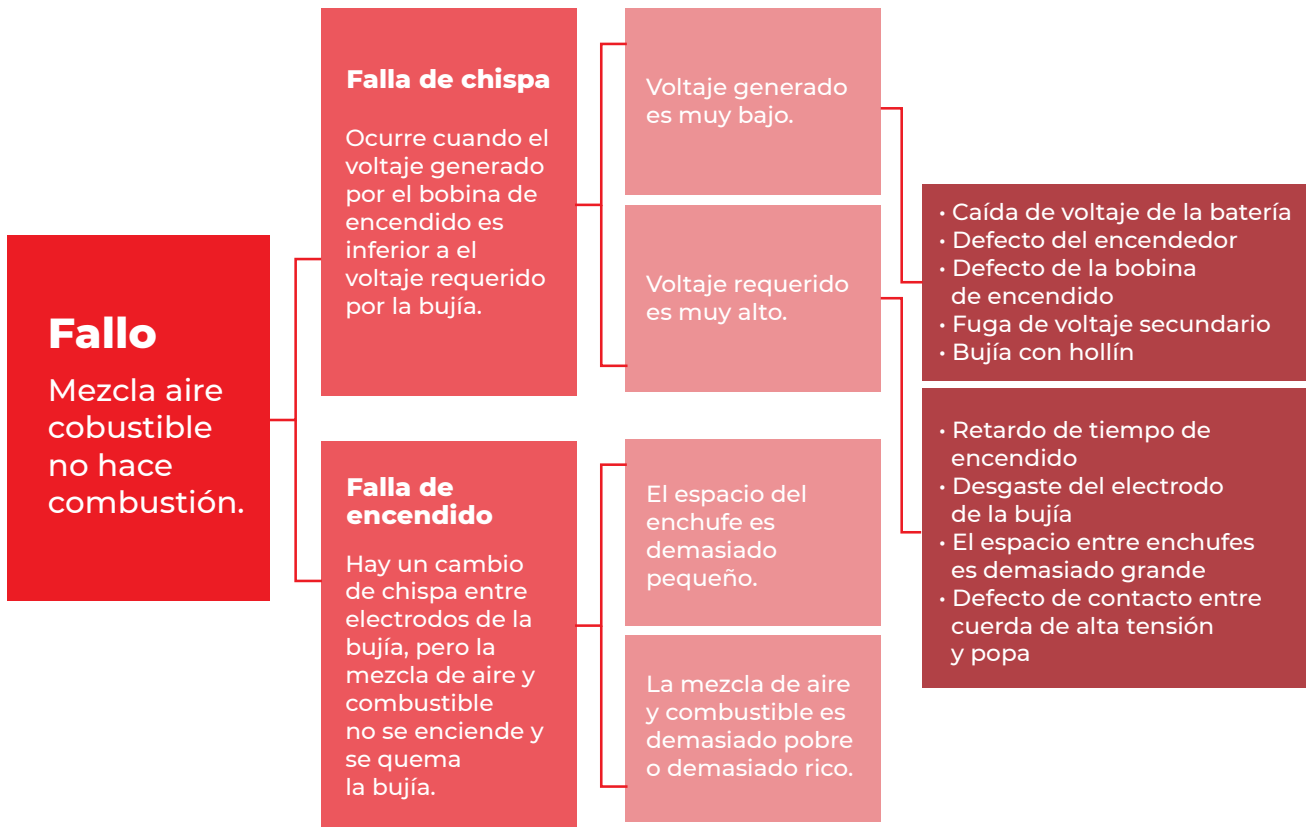 Fallo
Mezcla aire
cobustible
no hace
combustión.
Falla de chispa
Ocurre cuando el
voltaje generado
por el bobina de
encendido es
inferior a el
voltaje requerido
por la bujía.
Falla de
encendido
Hay un cambio
de chispa entre
electrodos de la
bujía, pero la
mezcla de aire y
combustible
no se enciende y
se quema
la bujía.
Voltaje generado
es muy bajo.
Voltaje requerido
es muy alto.
El espacio del
enchufe es
demasiado
pequeño.
La mezcla de aire
y combustible es
demasiado pobre
o demasiado rico.
• Caída de voltaje de la batería
• Defecto del encendedor
• Defecto de la bobina
de encendido
• Fuga de voltaje secundario
• Bujía con hollín
• Retardo de tiempo de
encendido
• Desgaste del electrodo
de la bujía
• El espacio entre enchufes
es demasiado grande
• Defecto de contacto entre
cuerda de alta tensión
y popa